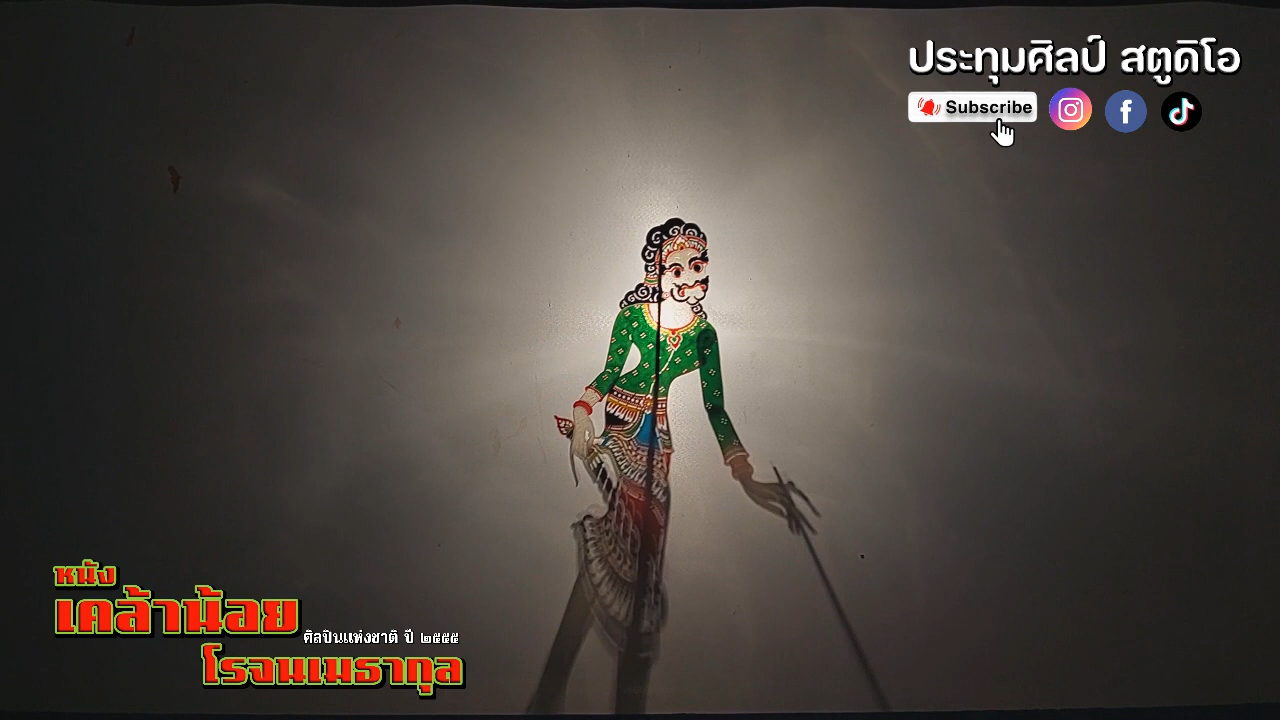 ประทุมศิลป์ สตูดิโอ
Subscribe
หนัง
เคล้าน้อย
ศิลปินแห่งชาติ ปี ๒๕๕๕
โรจนเมธากุล